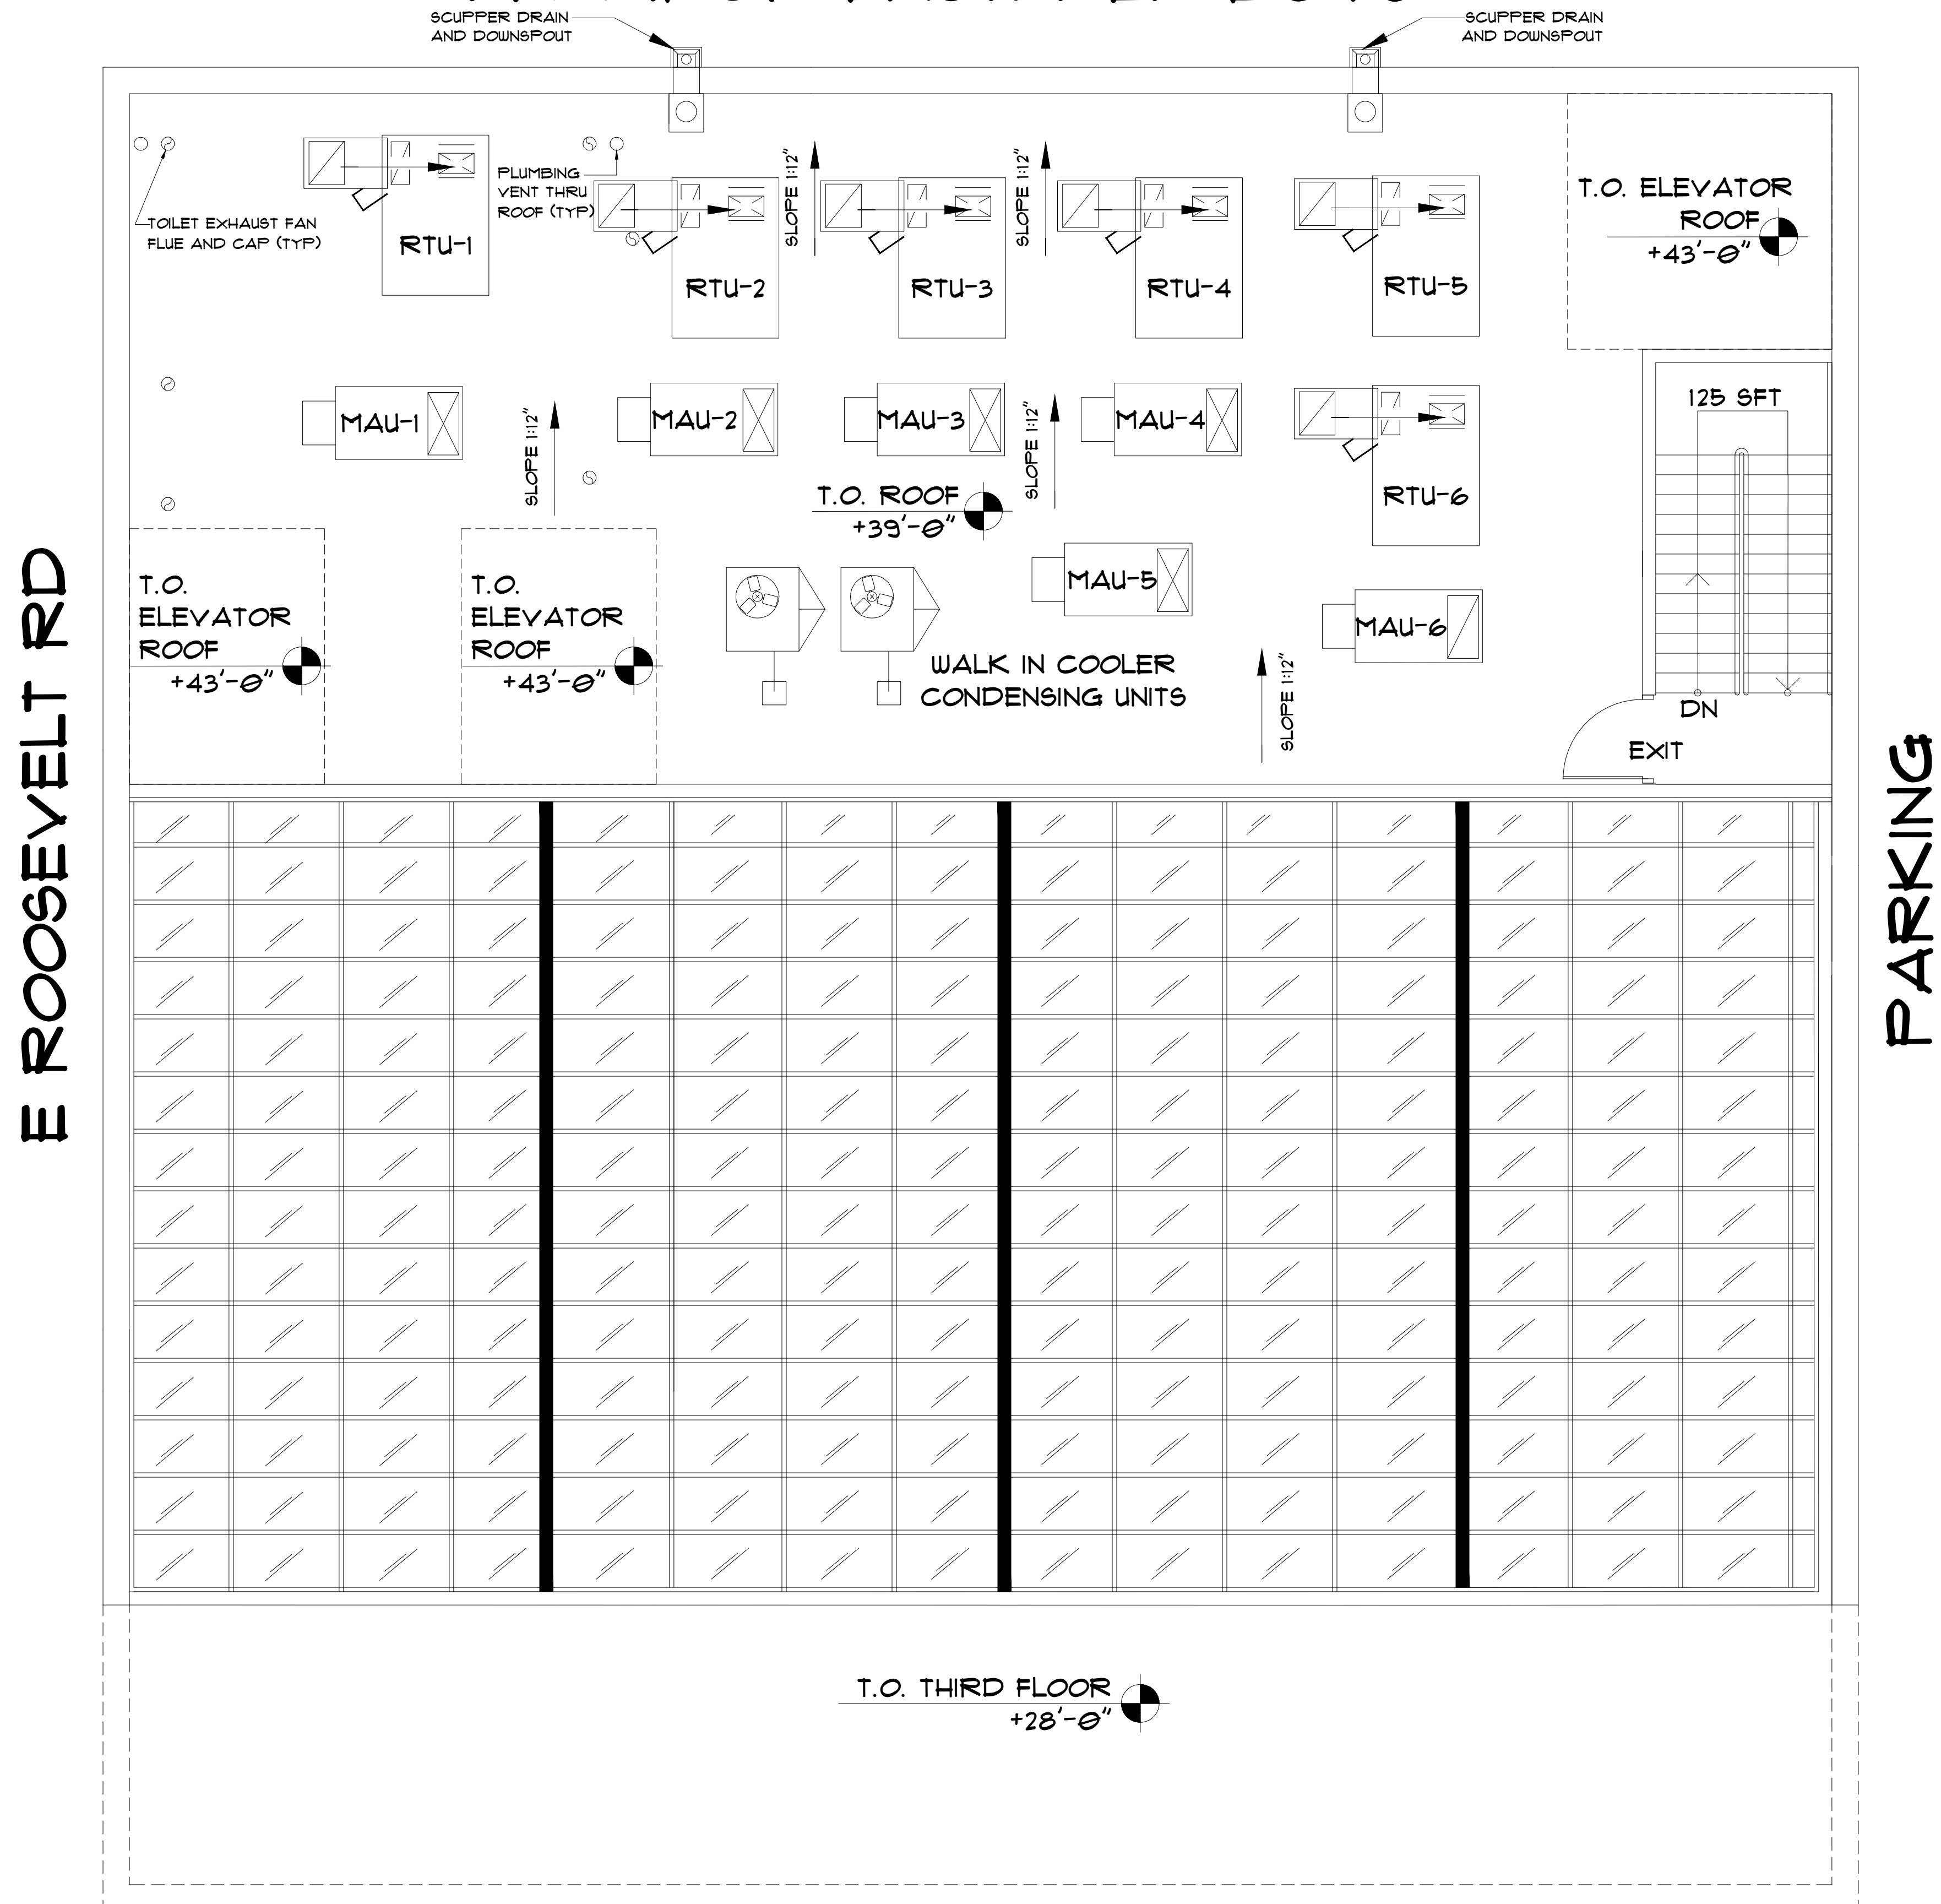 SCUPPER DRAIN
AND DOWNSPOUT
SCUPPER DRAIN
AND DOWNSPOUT
TOILET EXHAUST FAN
FLUE AND CAP (TYP)
RTU-1
PLUMBING
VENT THRU
ROOF (TYP)
RTU-2
SLOPE 1:12"
RTU-3
SLOPE 1:12"
RTU-4
RTU-5
T.O. ELEVATOR
ROOF
+43'-0"
MAU-1
SLOPE 1:12"
MAU-2
MAU-3
SLOPE 1:12"
MAU-4
RTU-6
125 SFT
T.O. ROOF
+39'-0"
T.O.
ELEVATOR
ROOF
+43'-0"
T.O.
ELEVATOR
ROOF
+43'-0"
MAU-5
MAU-6
WALK IN COOLER
CONDENSING UNITS
SLOPE 1:12"
DN
EXIT
E ROOSEVELT RD
PARKING
T.O. THIRD FLOOR
+28'-0"